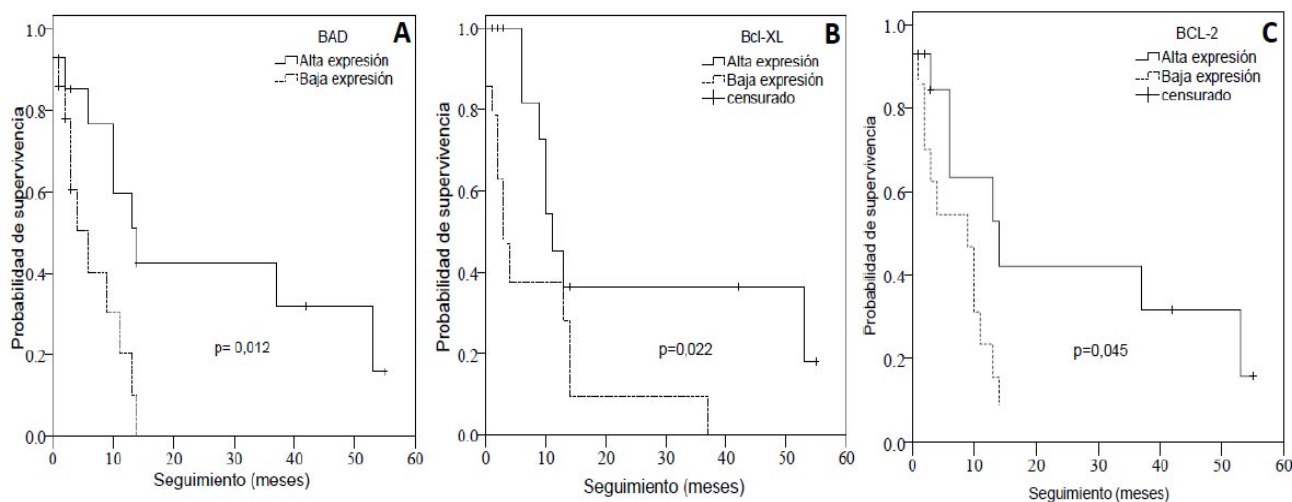 A
BAD
Alta expresión
Baja expresión
Probabilidad de supervivencia
1.0
0.8
0.6
0.4
0.2
0.0
p= 0,012
0 10 20 30 40 50 60
Seguimiento (meses)
B
Bcl-XL
Alta expresión
Baja expresión
censurado
Probabilidad de supervivencia
1.0
0.8
0.6
0.4
0.2
0.0
p=0,022
0 10 20 30 40 50 60
Seguimiento (meses)
C
BCL-2
Alta expresión
Baja expresión
censurado
Probabilidad de supervivencia
1.0
0.8
0.6
0.4
0.2
0.0
p=0,045
0 10 20 30 40 50 60
Seguimiento (meses)